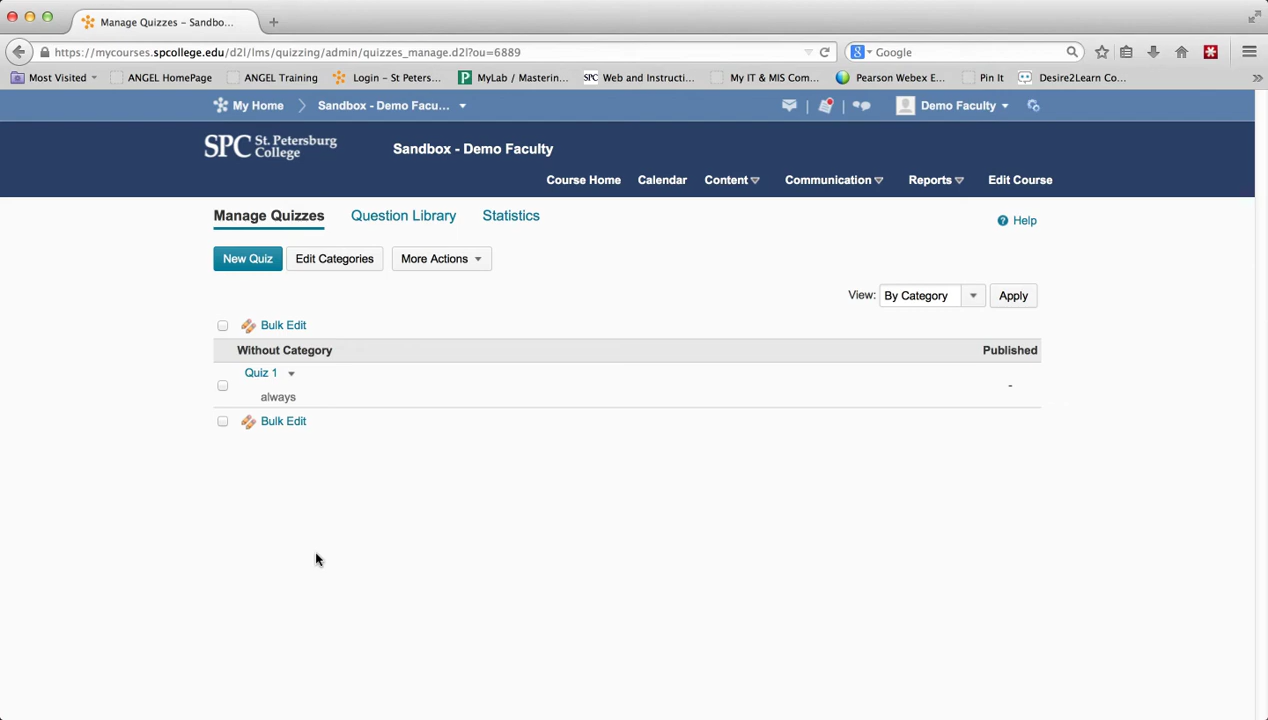 Manage Quizzes – Sandbo...
https://mycourses.spcollege.edu/d2l/lms/quizzing/admin/quizzes_manage.d2l?ou=6889
Google
Most Visited
ANGEL HomePage
ANGEL Training
Login – St Peters...
MyLab / Masterin...
SPC Web and Instructi...
My IT & MIS Com...
Pearson Webex E...
Pin It
Desire2Learn Co...
My Home
Sandbox - Demo Facu...
Demo Faculty
SPC St. Petersburg College
Sandbox - Demo Faculty
Course Home
Calendar
Content
Communication
Reports
Edit Course
Manage Quizzes
Question Library
Statistics
Help
New Quiz
Edit Categories
More Actions
View: By Category
Apply
Bulk Edit
Without Category
Published
Quiz 1
-
always
Bulk Edit